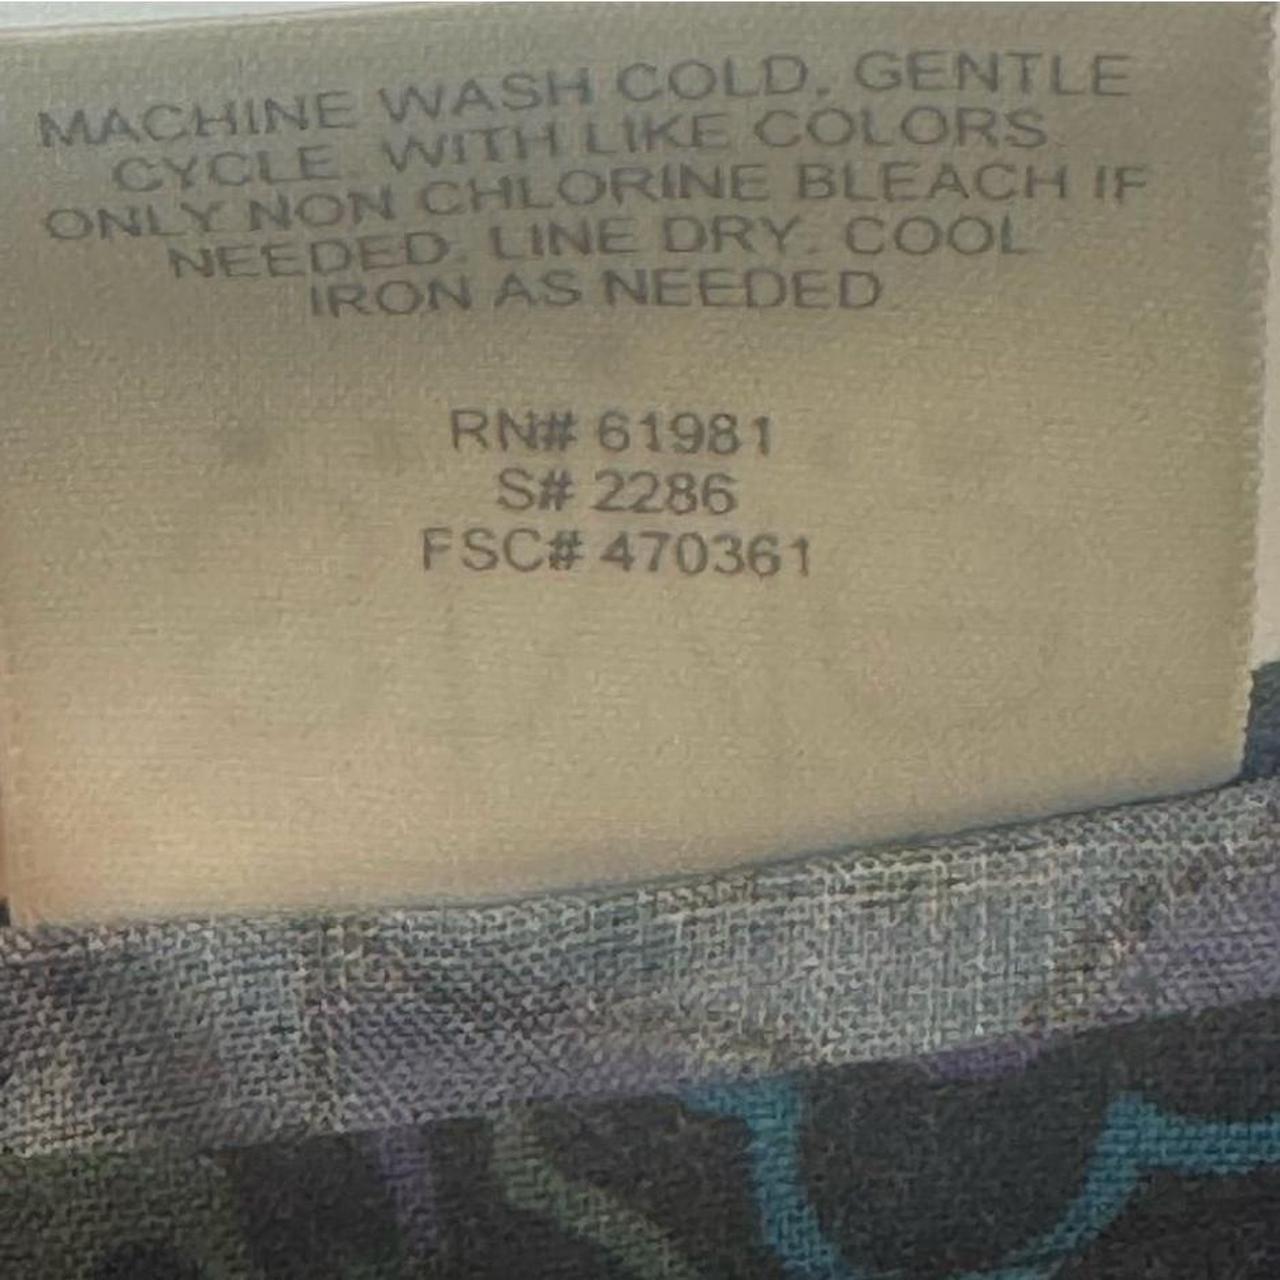 MACHINE WASH COLD, GENTLE
CYCLE. WITH LIKE COLORS.
ONLY NON CHLORINE BLEACH IF
NEEDED. LINE DRY. COOL
IRON AS NEEDED
RN# 61981
S# 2286
FSC# 470361